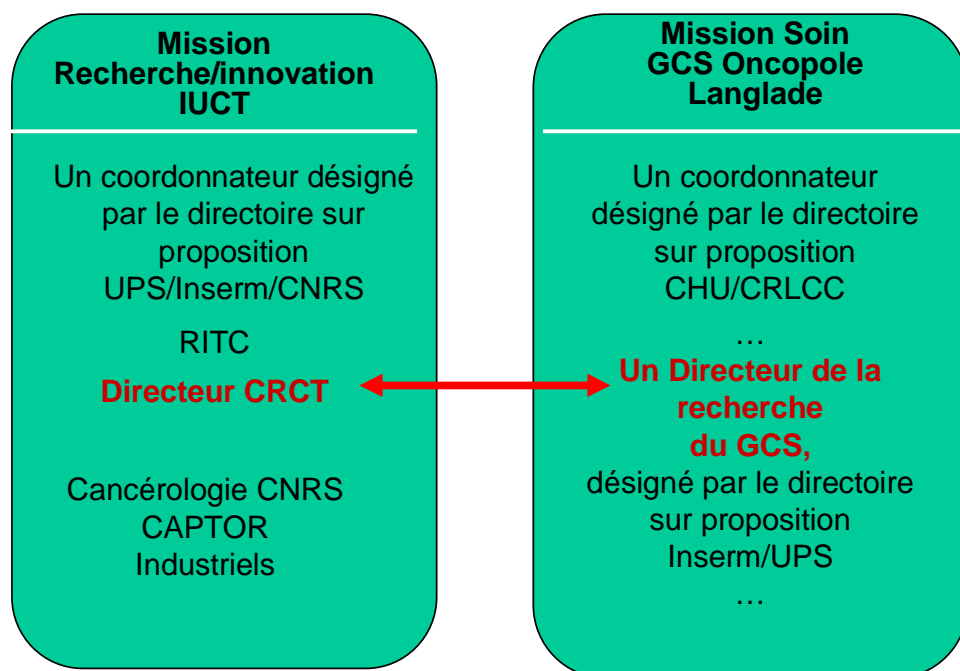 Mission
Recherche/innovation
IUCT
Un coordonnateur désigné
par le directoire sur
proposition
UPS/Inserm/CNRS
RITC
Directeur CRCT
Cancérologie CNRS
CAPTOR
Industriels
Mission Soin
GCS Oncopole
Langlade
Un coordonnateur
désigné par le directoire
sur proposition
CHU/CRLCC
…
Un Directeur de la
recherche
du GCS,
désigné par le directoire
sur proposition
Inserm/UPS
…